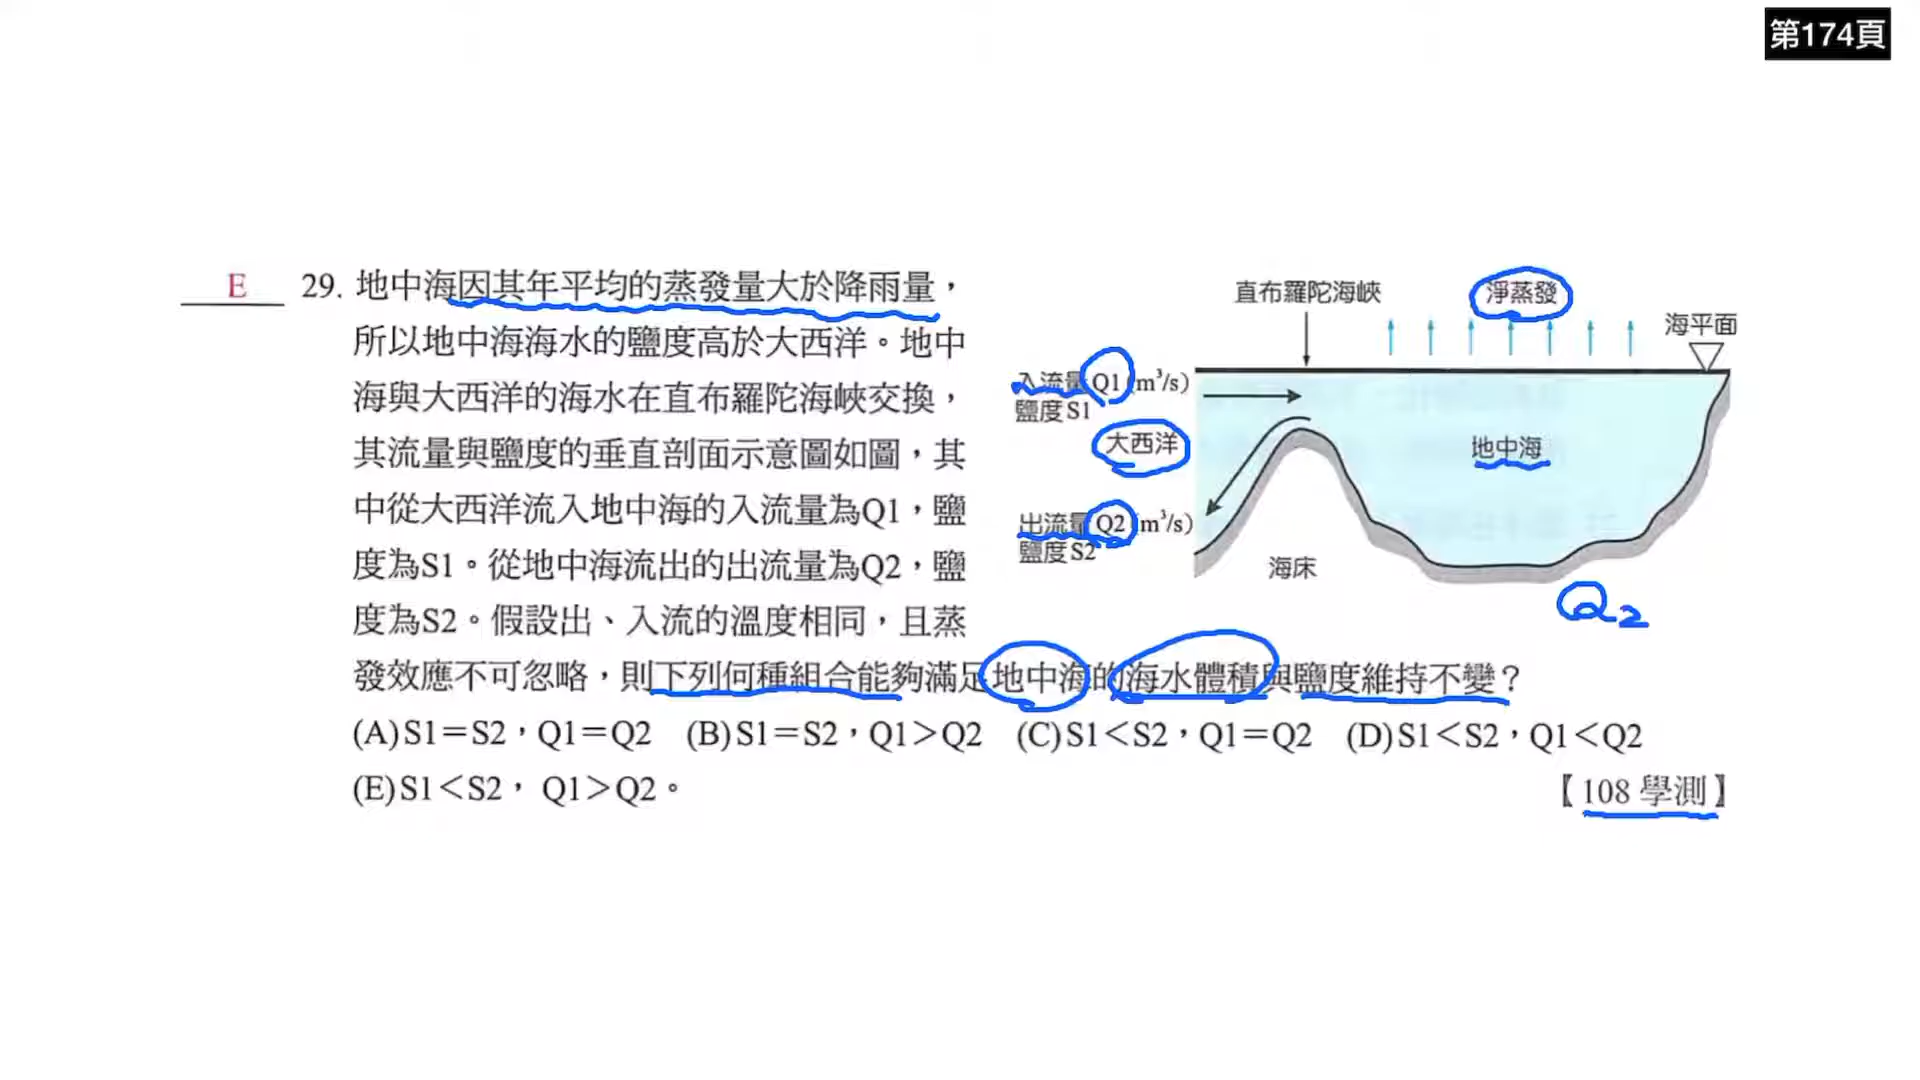 第174頁
E 29. 地中海因其年平均的蒸發量大於降雨量，
所以地中海海水的鹽度高於大西洋。地中
海與大西洋的海水在直布羅陀海峽交換，
其流量與鹽度的垂直剖面示意圖如圖，其
中從大西洋流入地中海的入流量為Q1，鹽
度為S1。從地中海流出的出流量為Q2，鹽
度為S2。假設出、入流的溫度相同，且蒸
發效應不可忽略，則下列何種組合能夠滿足地中海的海水體積與鹽度維持不變？
(A)S1＝S2，Q1＝Q2 (B)S1＝S2，Q1＞Q2 (C)S1＜S2，Q1＝Q2 (D)S1＜S2，Q1＜Q2
(E)S1＜S2， Q1＞Q2。
【108 學測】
直布羅陀海峽
淨蒸發
海平面
入流量Q1(m³/s)
鹽度S1
大西洋
地中海
出流量Q2(m³/s)
鹽度S2
海床
Q2